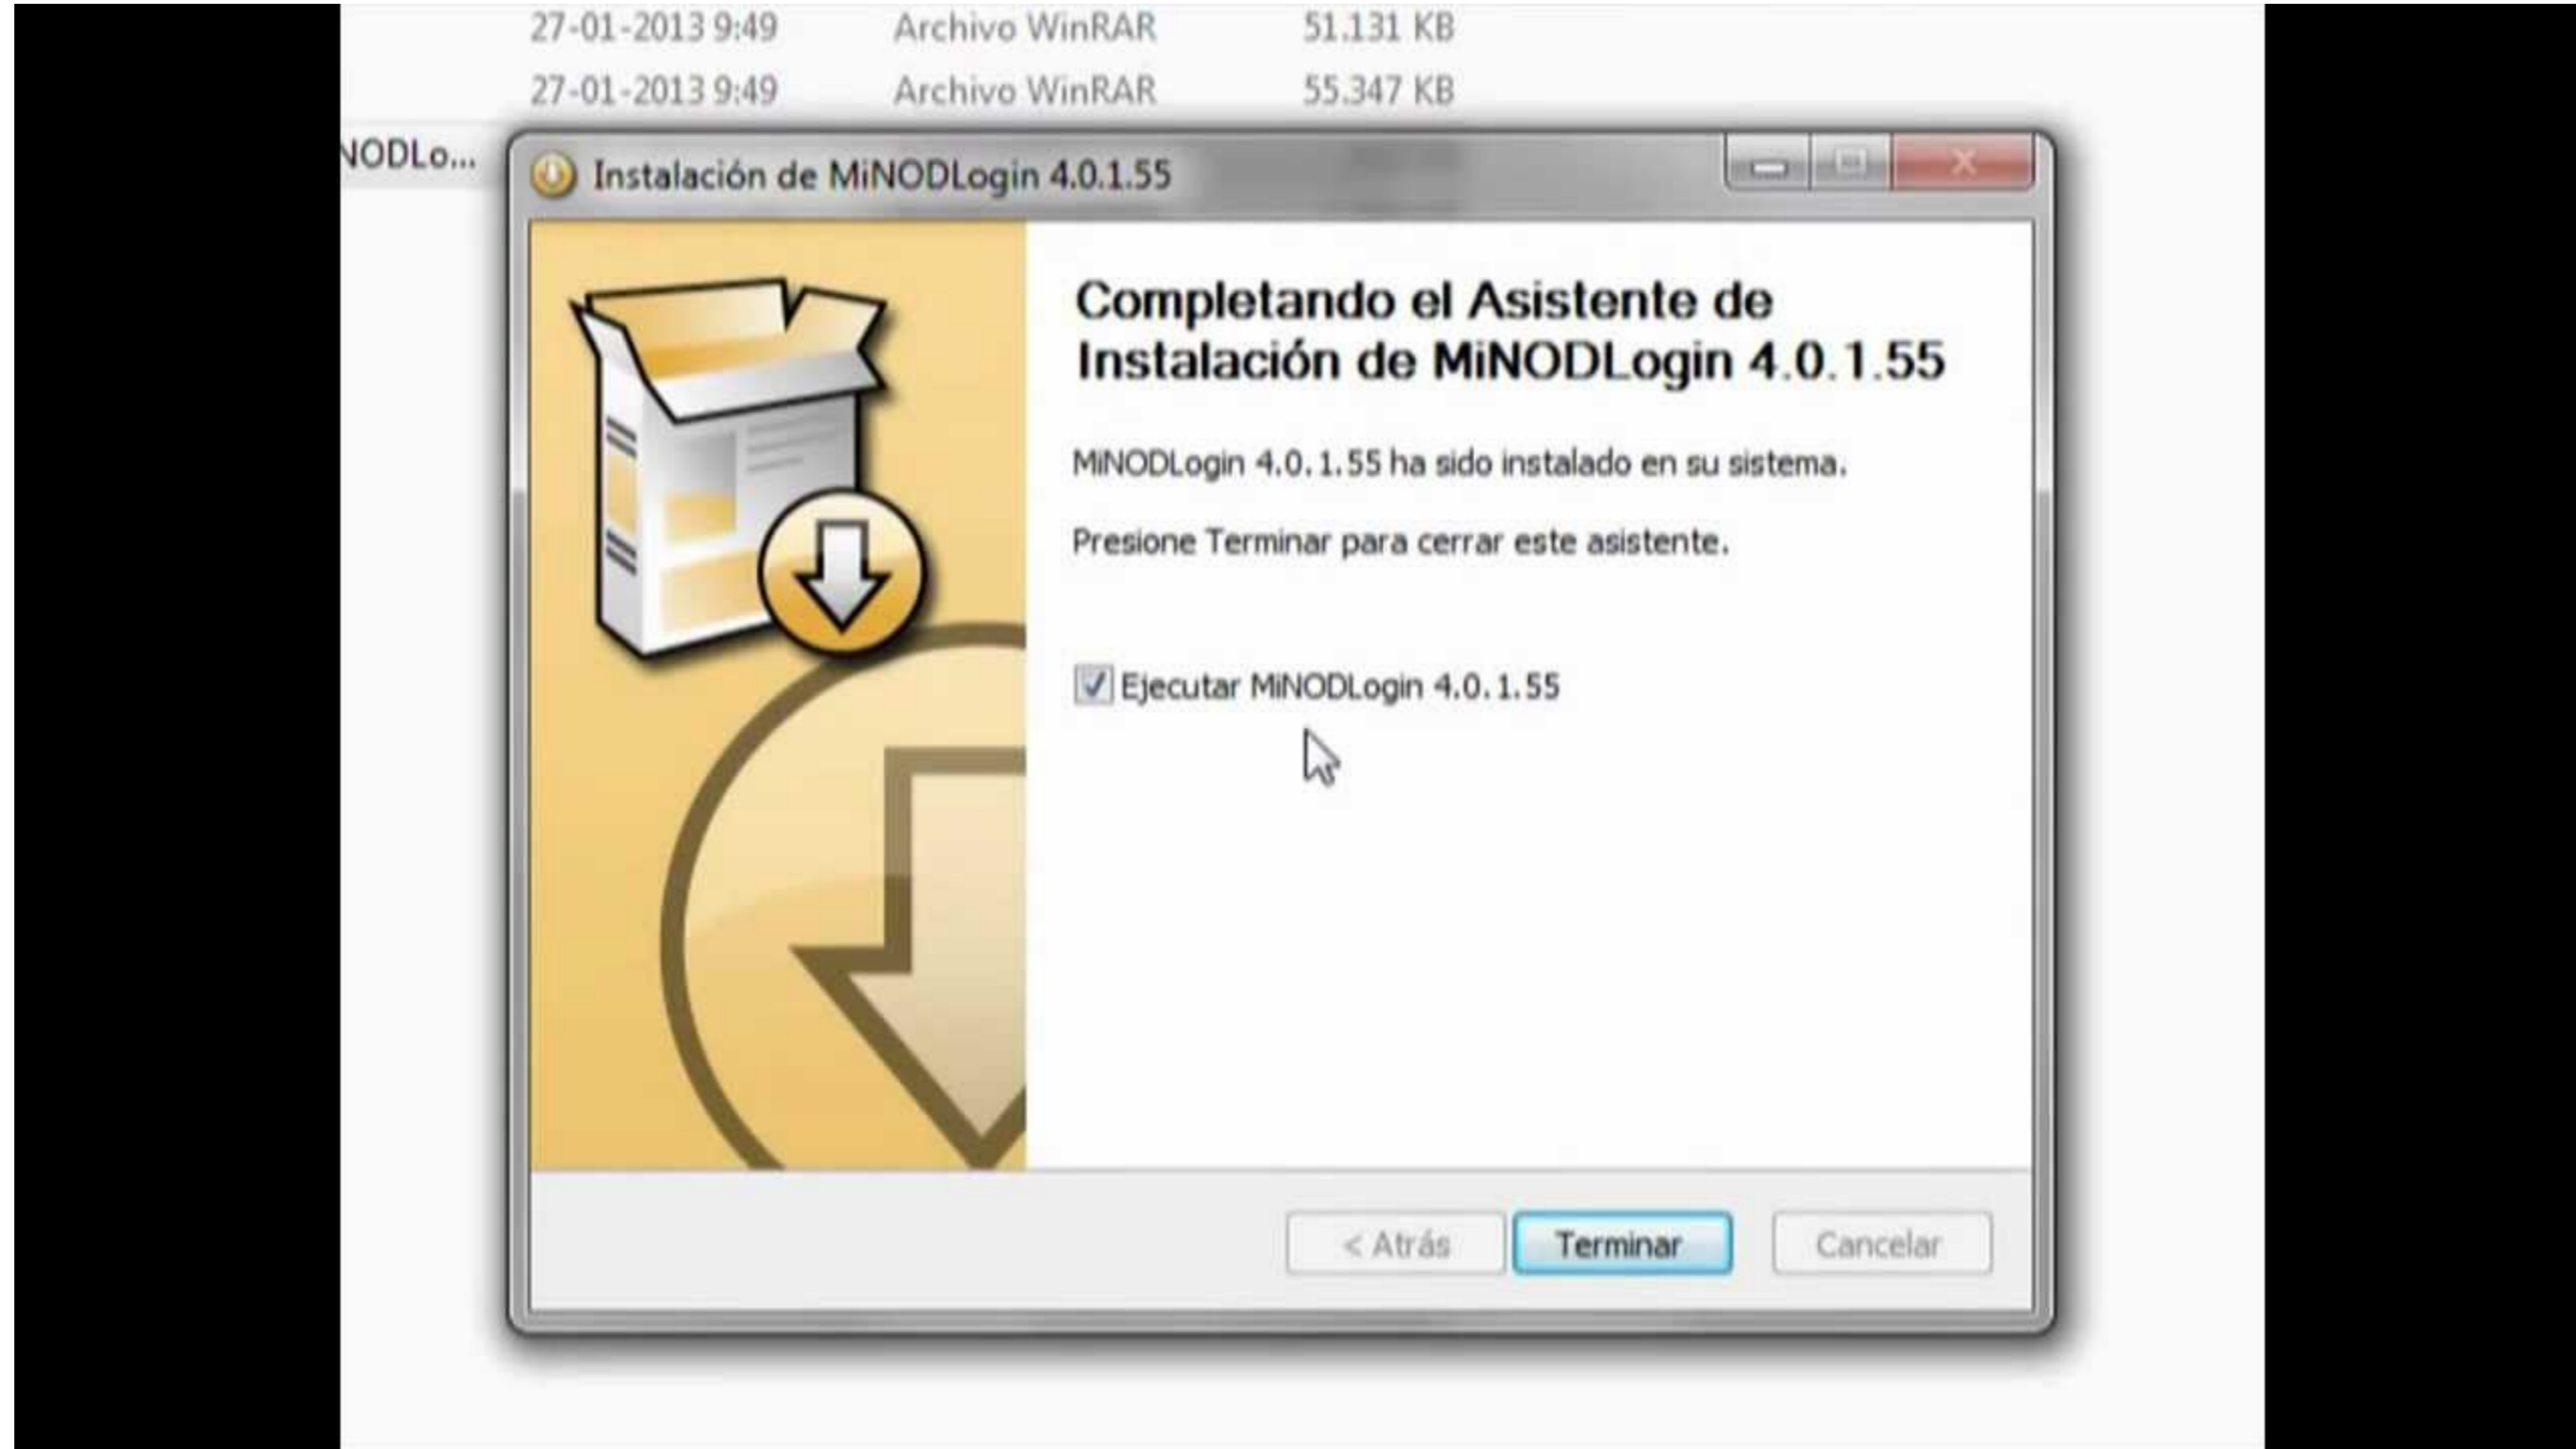 27-01-2013 9:49 Archivo WinRAR 51.131 KB
27-01-2013 9:49 Archivo WinRAR 55.347 KB
NODLo...
Instalación de MiNODLogin 4.0.1.55
Completando el Asistente de
Instalación de MiNODLogin 4.0.1.55
MiNODLogin 4.0.1.55 ha sido instalado en su sistema.
Presione Terminar para cerrar este asistente.
Ejecutar MiNODLogin 4.0.1.55
< Atrás Terminar Cancelar